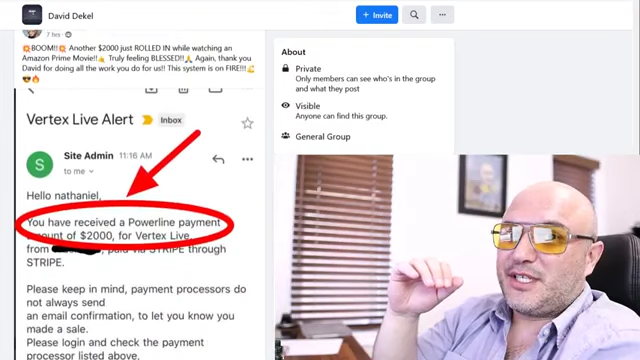 David Dekel
+ Invite
7 hrs
💥BOOM!!💥 Another $2000 just ROLLED IN while watching an
Amazon Prime Movie!!👍 Truly feeling BLESSED!!🙏 Again, thank you
David for doing all the work you do for us!! This system is on FIRE!!!💪
😎🔥
Vertex Live Alert
Inbox
S
Site Admin 11:16 AM
to me
Hello nathaniel,
You have received a Powerline payment
amount of $2000, for Vertex Live,
from
paid via STRIPE through
STRIPE.
Please keep in mind, payment processors do
not always send
an email confirmation, to let you know you
made a sale.
Please login and check the payment
processor listed above.
About
Private
Only members can see who's in the group
and what they post
Visible
Anyone can find this group.
General Group